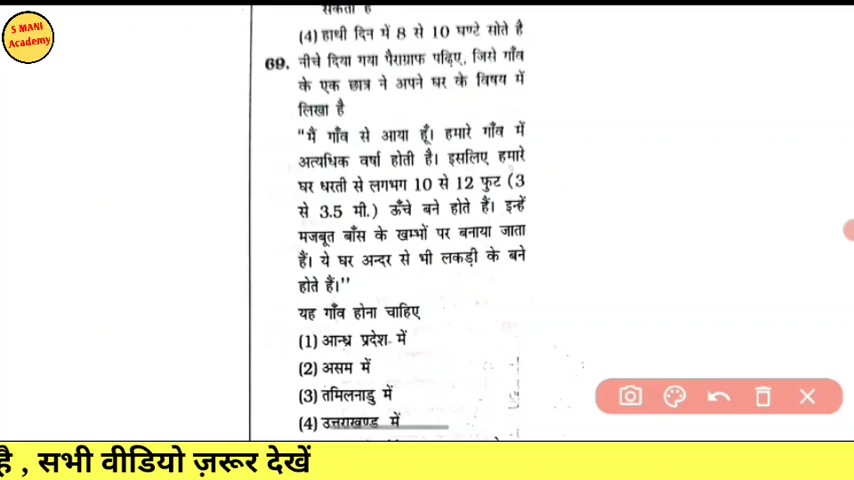 S MANI
Academy
सकता है
(4) हाथी दिन में 8 से 10 घण्टे सोते है
69. नीचे दिया गया पैराग्राफ पढ़िए, जिसे गाँव
के एक छात्र ने अपने घर के विषय में
लिखा है
"मैं गाँव से आया हूँ। हमारे गाँव में
अत्यधिक वर्षा होती है। इसलिए हमारे
घर धरती से लगभग 10 से 12 फुट (3
से 3.5 मी.) ऊँचे बने होते हैं। इन्हें
मजबूत बाँस के खम्भों पर बनाया जाता
हैं। ये घर अन्दर से भी लकड़ी के बने
होते हैं।''
यह गाँव होना चाहिए
(1) आन्ध्र प्रदेश में
(2) असम में
(3) तमिलनाडु में
(4) उत्तराखण्ड में
है , सभी वीडियो ज़रूर देखें